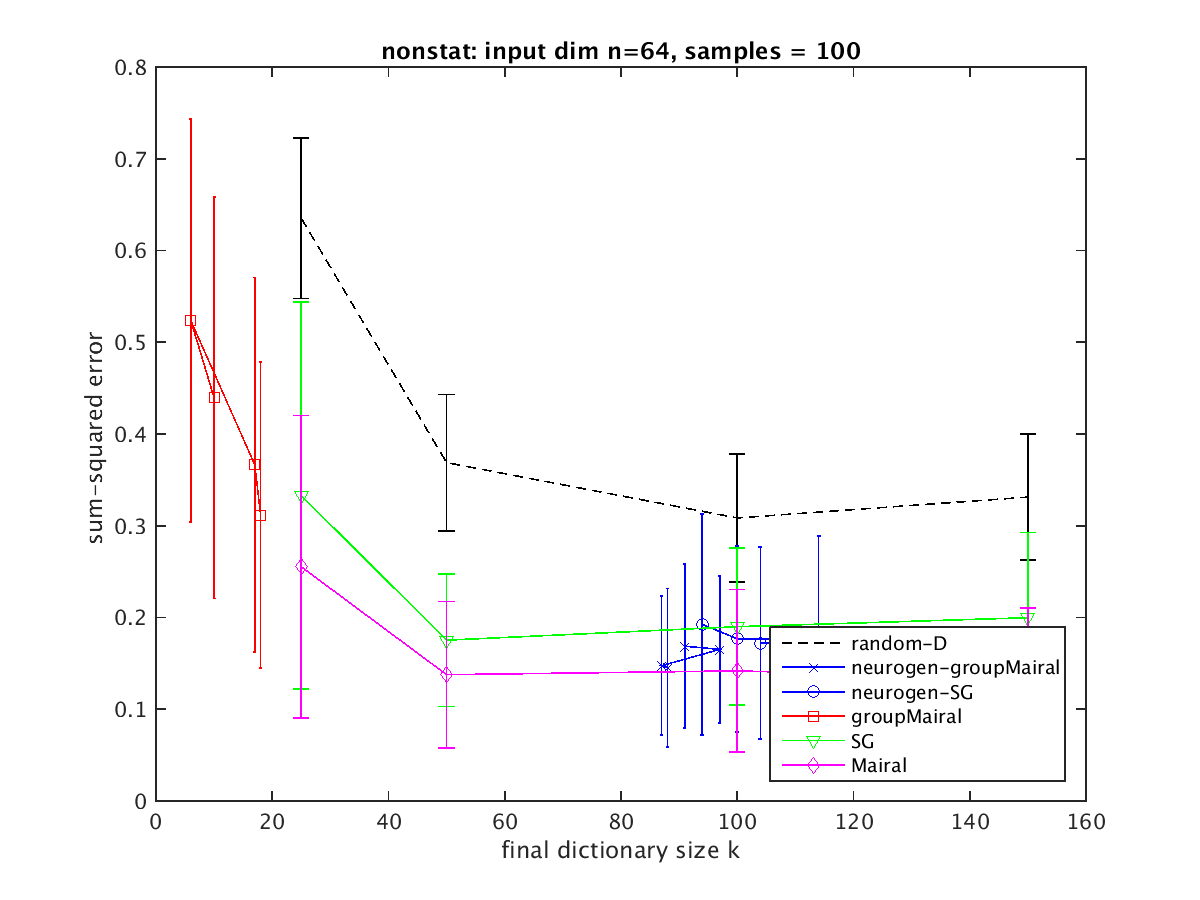 nonstat: input dim n=64, samples = 100
0.8
0.7
0.6
0.5
0.4
0.3
0.2
0.1
0
sum-squared error
0 20 40 60 80 100 120 140 160
final dictionary size k
random-D
neurogen-groupMairal
neurogen-SG
groupMairal
SG
Mairal